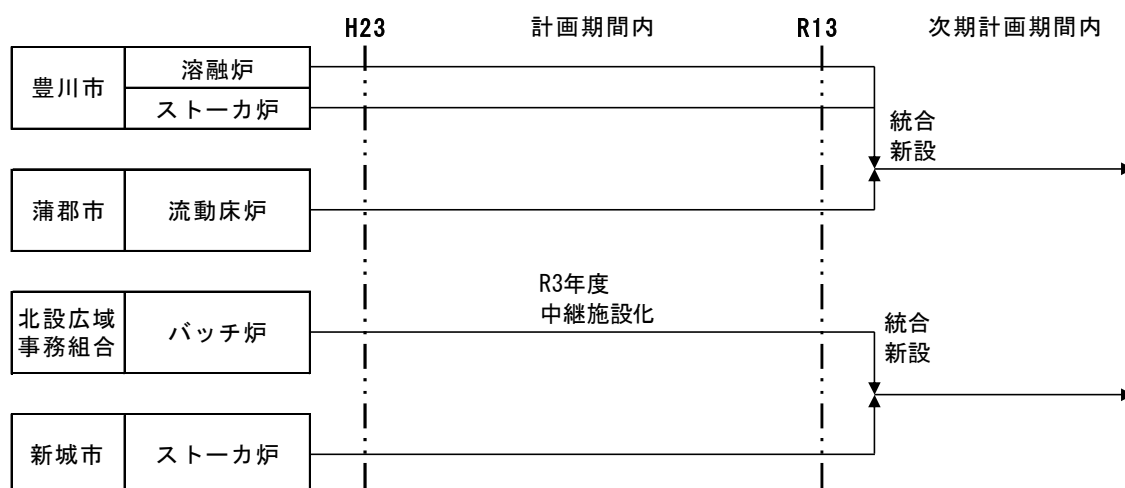 H23 計画期間内 R13 次期計画期間内
豊川市 溶融炉
ストーカ炉
統合
新設
蒲郡市 流動床炉
R3年度
中継施設化
北設広域
事務組合 バッチ炉
統合
新設
新城市 ストーカ炉